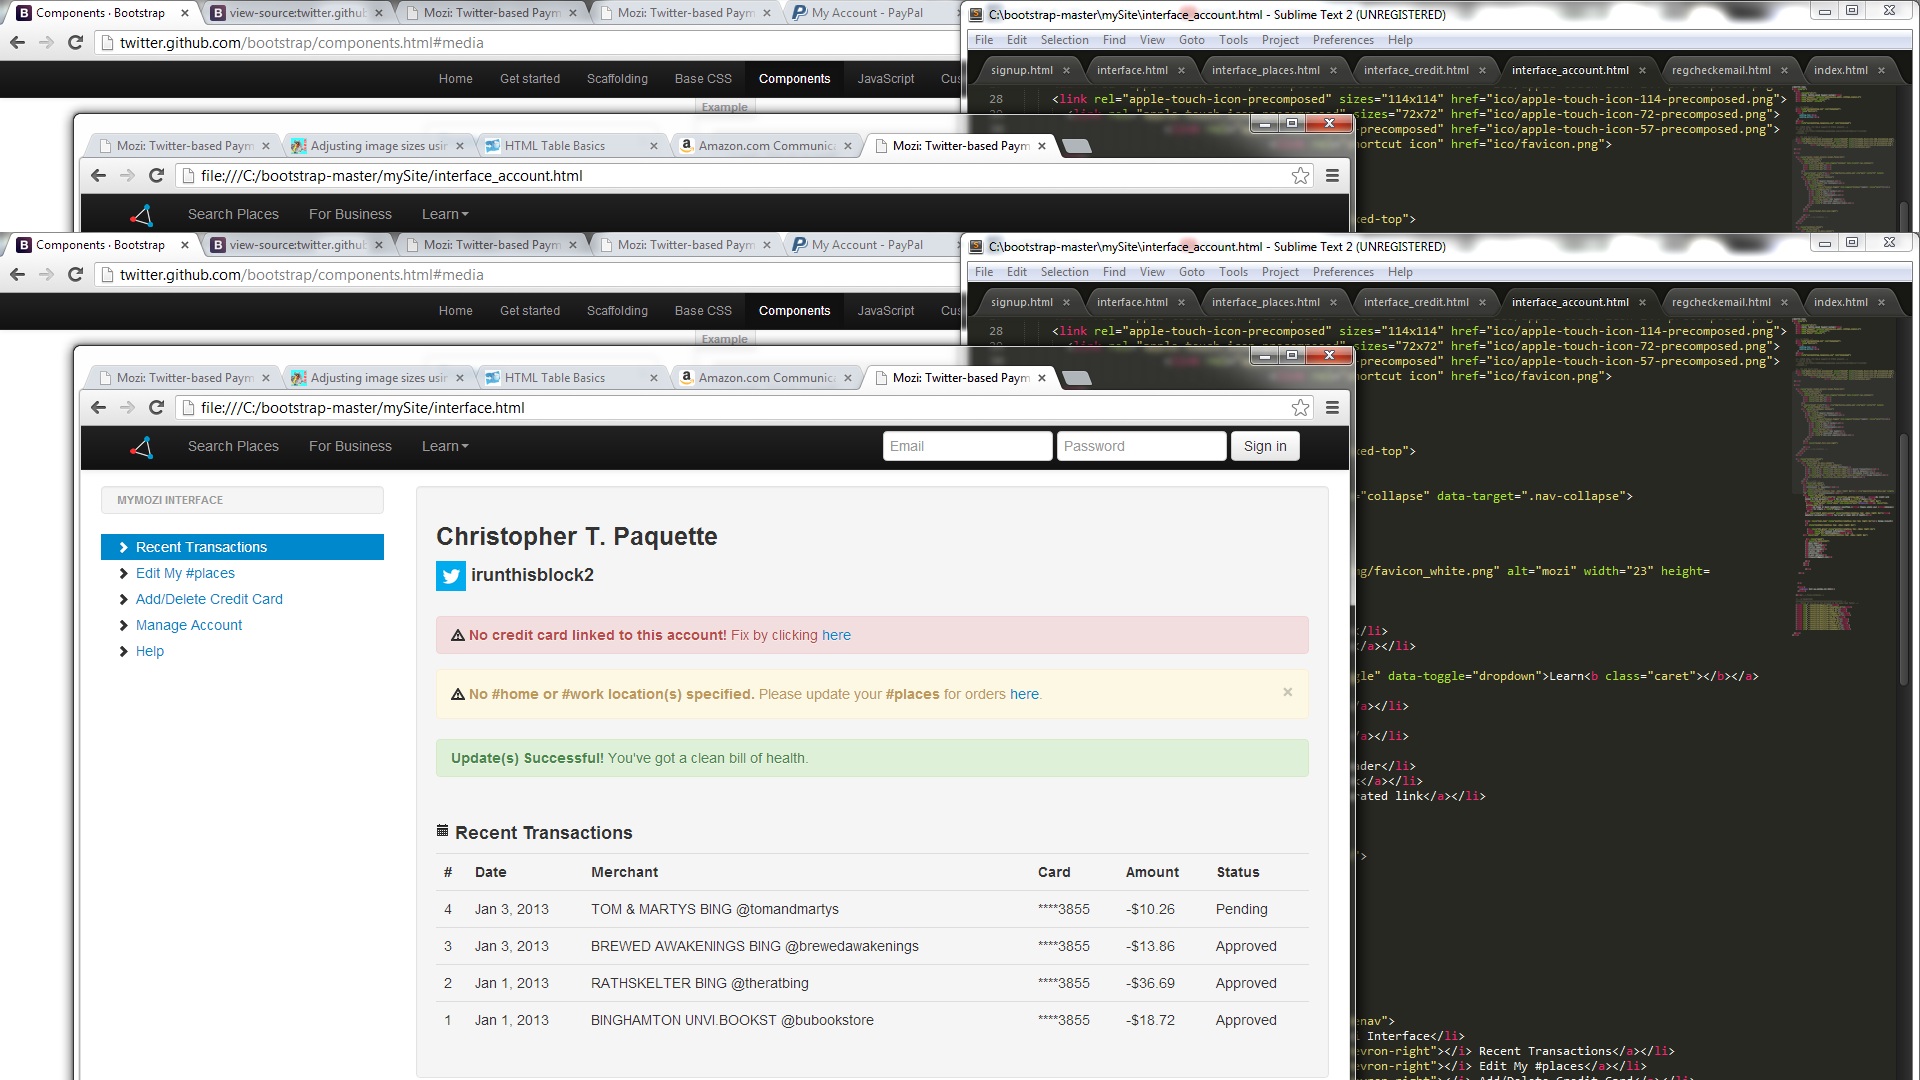 Components · Bootstrap
view-source:twitter.github
Mozi: Twitter-based Paym
Mozi: Twitter-based Paym
My Account - PayPal
C:\bootstrap-master\mySite\interface_account.html - Sublime Text 2 (UNREGISTERED)
twitter.github.com/bootstrap/components.html#media
File Edit Selection Find View Goto Tools Project Preferences Help
Home Get started Scaffolding Base CSS Components JavaScript Cus
signup.html interface.html interface_places.html interface_credit.html interface_account.html regcheckemail.html index.html
Example
28 <link rel="apple-touch-icon-precomposed" sizes="114x114" href="ico/apple-touch-icon-114-precomposed.png">
sizes="72x72" href="ico/apple-touch-icon-72-precomposed.png">
-precomposed" href="ico/apple-touch-icon-57-precomposed.png">
shortcut icon" href="ico/favicon.png">
Mozi: Twitter-based Paym
Adjusting image sizes usin
HTML Table Basics
Amazon.com Communica
Mozi: Twitter-based Paym
file:///C:/bootstrap-master/mySite/interface_account.html
Search Places For Business Learn
xed-top">
Components · Bootstrap
view-source:twitter.github
Mozi: Twitter-based Paym
Mozi: Twitter-based Paym
My Account - PayPal
C:\bootstrap-master\mySite\interface_account.html - Sublime Text 2 (UNREGISTERED)
twitter.github.com/bootstrap/components.html#media
File Edit Selection Find View Goto Tools Project Preferences Help
Home Get started Scaffolding Base CSS Components JavaScript Cus
signup.html interface.html interface_places.html interface_credit.html interface_account.html regcheckemail.html index.html
Example
28 <link rel="apple-touch-icon-precomposed" sizes="114x114" href="ico/apple-touch-icon-114-precomposed.png">
sizes="72x72" href="ico/apple-touch-icon-72-precomposed.png">
-precomposed" href="ico/apple-touch-icon-57-precomposed.png">
shortcut icon" href="ico/favicon.png">
Mozi: Twitter-based Paym
Adjusting image sizes usin
HTML Table Basics
Amazon.com Communica
Mozi: Twitter-based Paym
file:///C:/bootstrap-master/mySite/interface.html
Search Places For Business Learn
Email Password Sign in
MYMOZI INTERFACE
Recent Transactions
Edit My #places
Add/Delete Credit Card
Manage Account
Help
Christopher T. Paquette
irunthisblock2
No credit card linked to this account! Fix by clicking here
No #home or #work location(s) specified. Please update your #places for orders here. ×
Update(s) Successful! You've got a clean bill of health.
Recent Transactions
# Date Merchant Card Amount Status
4 Jan 3, 2013 TOM & MARTYS BING @tomandmartys ****3855 -$10.26 Pending
3 Jan 3, 2013 BREWED AWAKENINGS BING @brewedawakenings ****3855 -$13.86 Approved
2 Jan 1, 2013 RATHSKELTER BING @theratbing ****3855 -$36.69 Approved
1 Jan 1, 2013 BINGHAMTON UNVI.BOOKST @bubookstore ****3855 -$18.72 Approved
xed-top">
="collapse" data-target=".nav-collapse">
mg/favicon_white.png" alt="mozi" width="23" height=
/li>
/a></li>
gle" data-toggle="dropdown">Learn<b class="caret"></b></a>
/a></li>
/a></li>
ader</li>
</a></li>
rated link</a></li>
">
enav">
i Interface</li>
evron-right"></i> Recent Transactions</a></li>
evron-right"></i> Edit My #places</a></li>